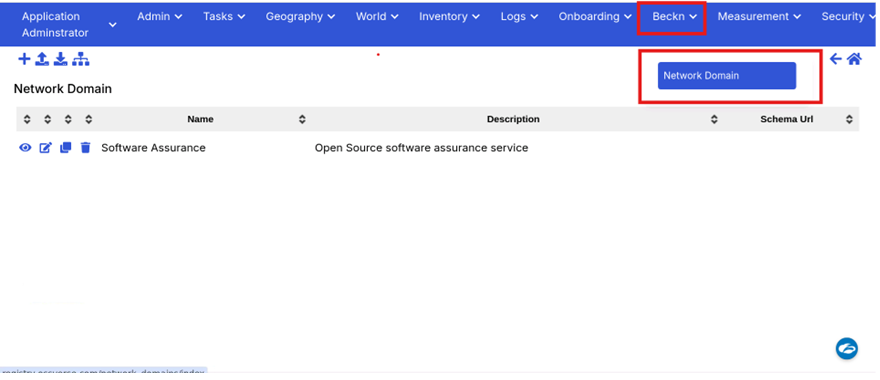 Application Adminstrator
Admin
Tasks
Geography
World
Inventory
Logs
Onboarding
Beckn
Measurement
Security
Network Domain
Network Domain
Name
Description
Schema Url
Software Assurance
Open Source software assurance service